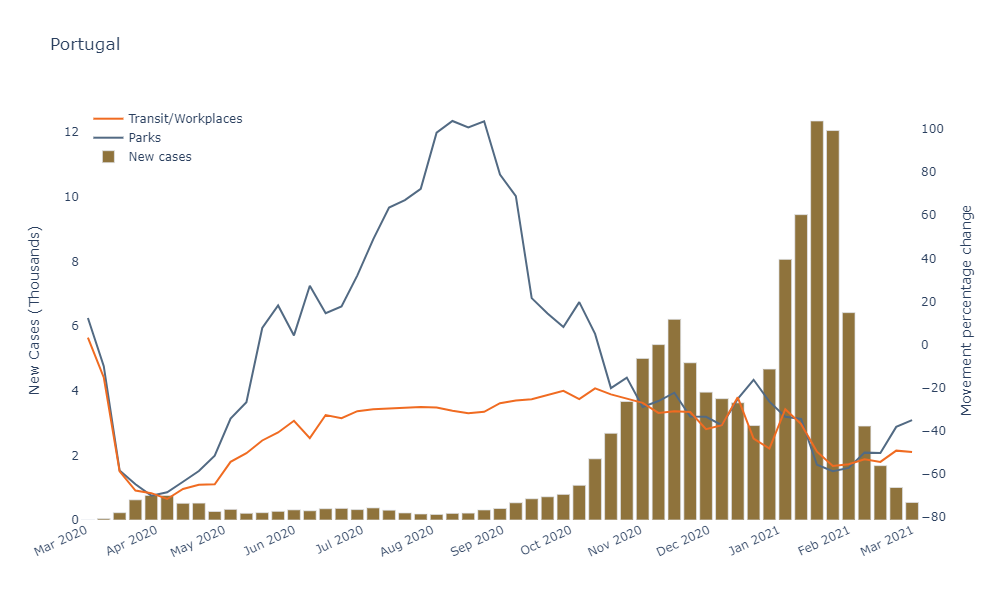 Portugal
Transit/Workplaces
Parks
New cases
New Cases (Thousands)
12
10
8
6
4
2
0
100
80
60
40
20
0
−20
−40
−60
−80
Movement percentage change
Mar 2020
Apr 2020
May 2020
Jun 2020
Jul 2020
Aug 2020
Sep 2020
Oct 2020
Nov 2020
Dec 2020
Jan 2021
Feb 2021
Mar 2021